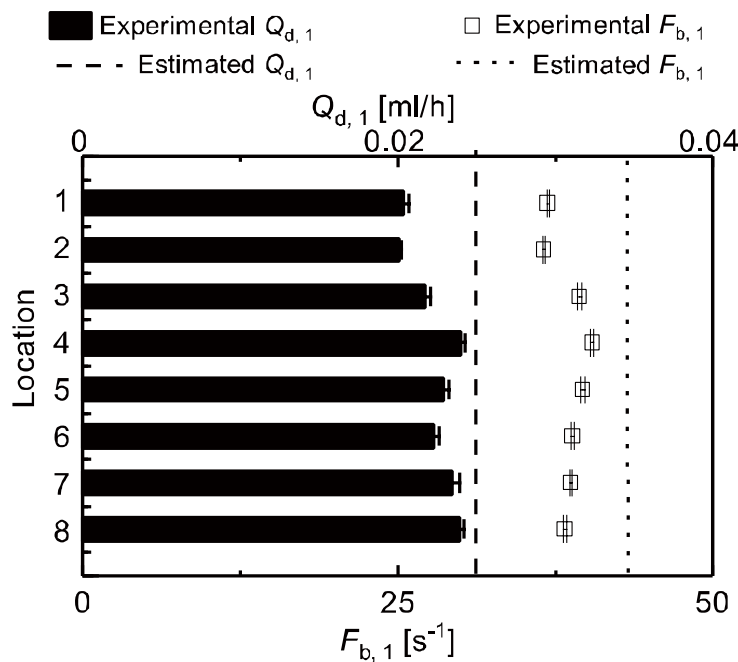 Experimental Q_d, 1 Experimental F_b, 1
Estimated Q_d, 1 Estimated F_b, 1
Q_d, 1 [ml/h]
0 0.02 0.04
1
2
3
4
5
6
7
8
Location
0 25 50
F_b, 1 [s⁻¹]